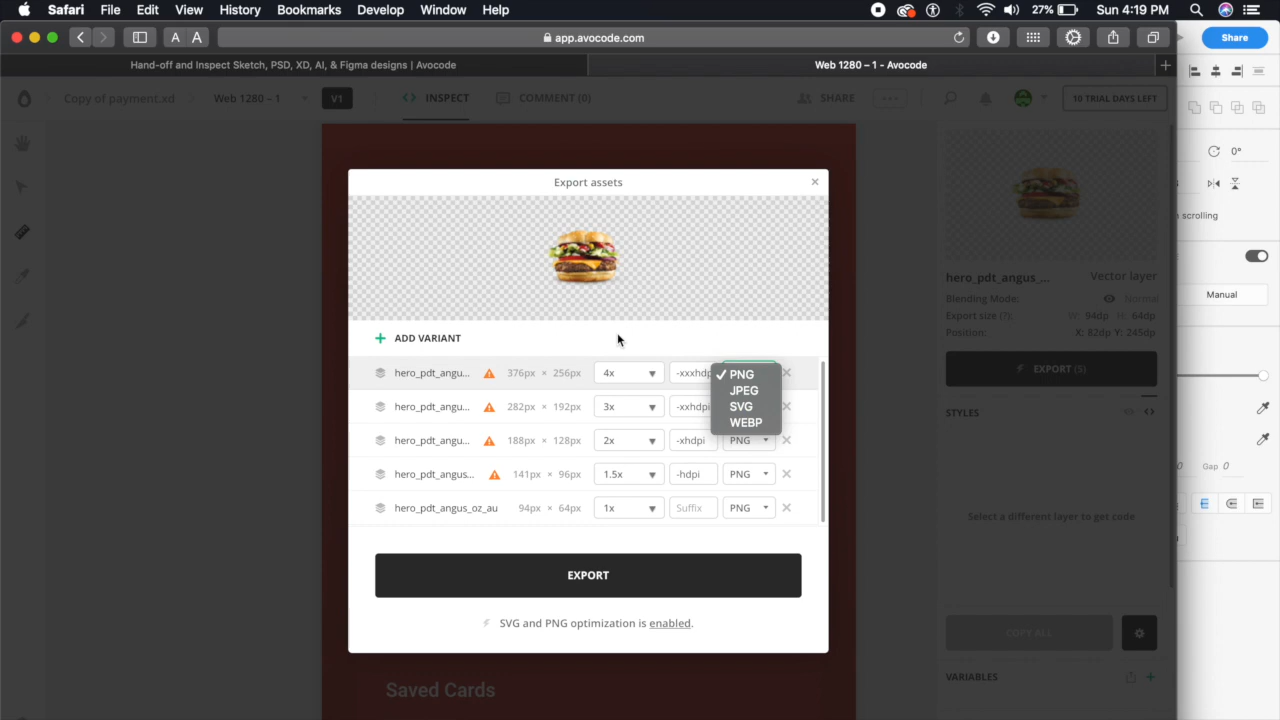 Safari File Edit View History Bookmarks Develop Window Help 27% Sun 4:19 PM
A A app.avocode.com Share
Hand-off and Inspect Sketch, PSD, XD, AI, & Figma designs | Avocode Web 1280 – 1 - Avocode
Copy of payment.xd Web 1280 – 1 V1 INSPECT COMMENT (0) SHARE 10 TRIAL DAYS LEFT
0°
scrolling
Export assets
hero_pdt_angus_... Vector layer
Blending Mode: Normal
Manual
Export size (?): W: 94dp H: 64dp
Position: X: 82dp Y: 245dp
ADD VARIANT
EXPORT (5)
hero_pdt_angu... 376px × 256px 4x -xxxhdp
PNG
JPEG
SVG
WEBP
hero_pdt_angu... 282px × 192px 3x -xxhdpi
STYLES
hero_pdt_angu... 188px × 128px 2x -xhdpi PNG
0 Gap 0
hero_pdt_angus... 141px × 96px 1.5x -hdpi PNG
hero_pdt_angus_oz_au 94px × 64px 1x Suffix PNG
Select a different layer to get code
EXPORT
SVG and PNG optimization is enabled.
COPY ALL
VARIABLES
Saved Cards